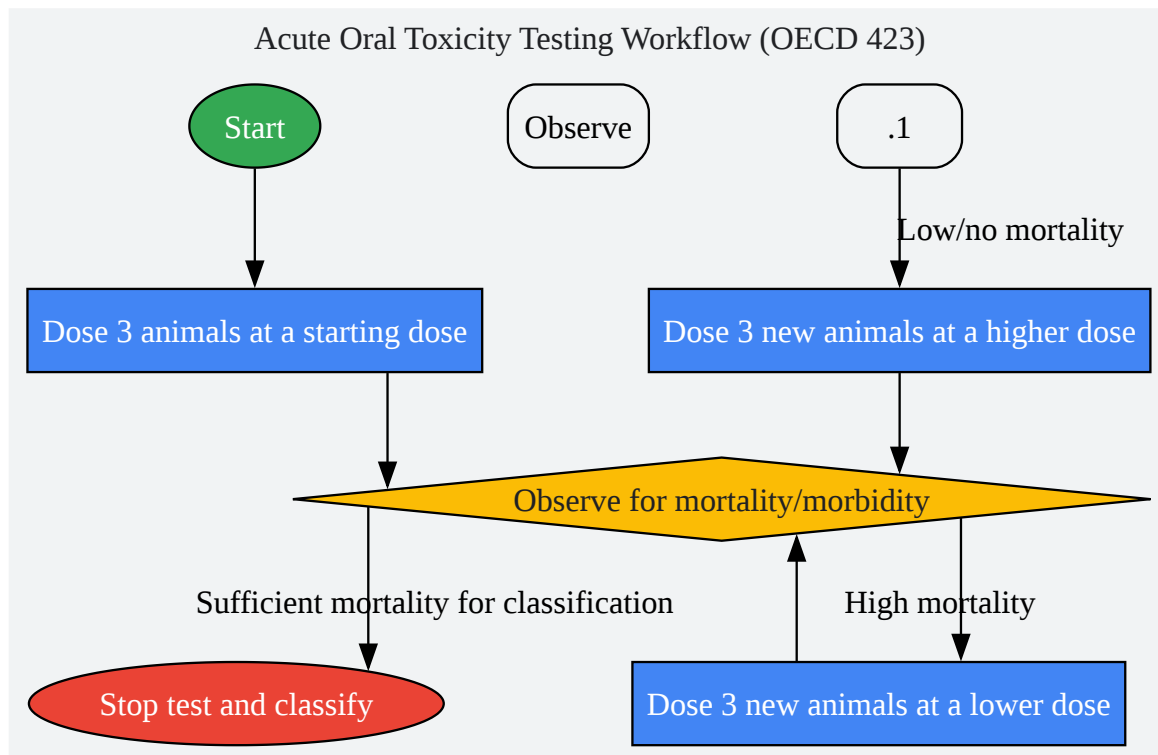 Acute Oral Toxicity Testing Workflow (OECD 423)
Start
Observe
.1
Low/no mortality
Dose 3 animals at a starting dose
Dose 3 new animals at a higher dose
Observe for mortality/morbidity
Sufficient mortality for classification
High mortality
Stop test and classify
Dose 3 new animals at a lower dose